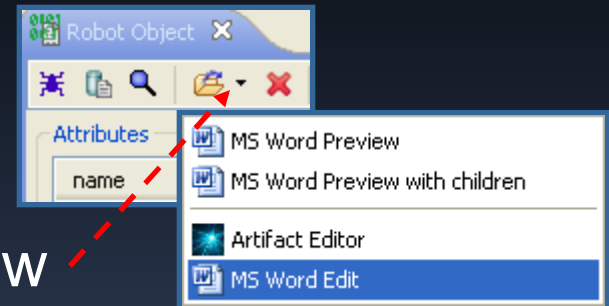 Robot Object
Attributes
name
MS Word Preview
MS Word Preview with children
Artifact Editor
MS Word Edit
w